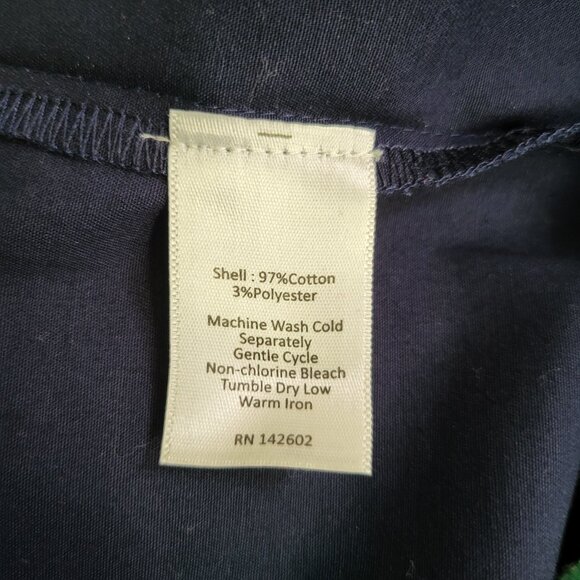 Shell : 97%Cotton
3%Polyester
Machine Wash Cold
Separately
Gentle Cycle
Non-chlorine Bleach
Tumble Dry Low
Warm Iron
RN 142602